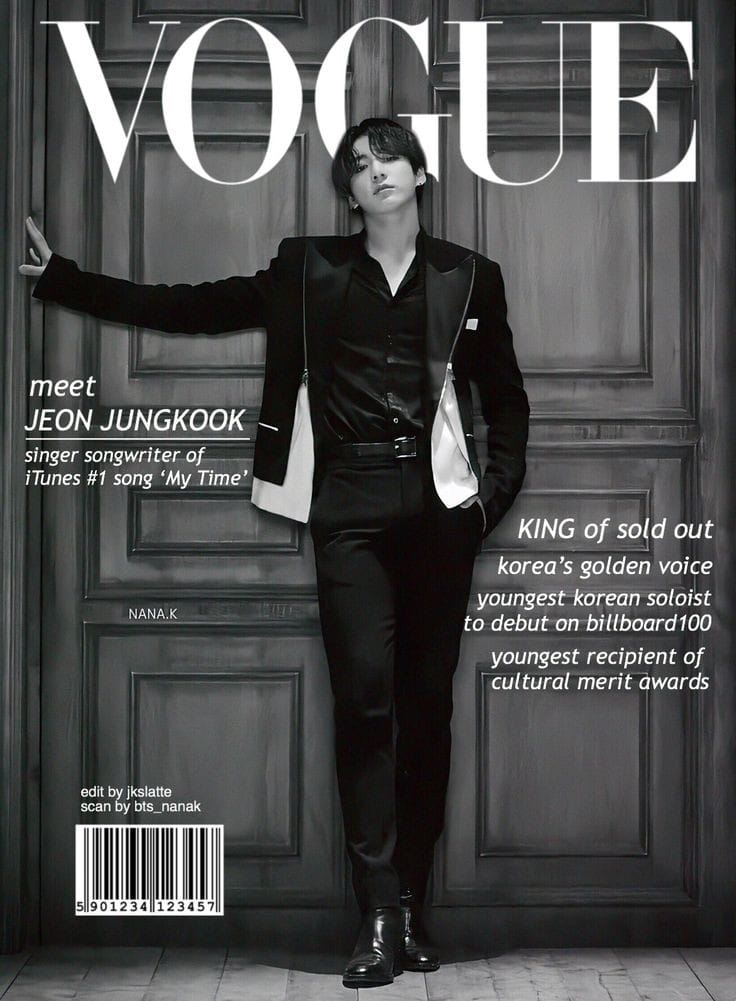 VOGUE
meet
JEON JUNGKOOK
singer songwriter of
iTunes #1 song ‘My Time’
KING of sold out
korea’s golden voice
youngest korean soloist
to debut on billboard100
youngest recipient of
cultural merit awards
NANA.K
edit by jkslatte
scan by bts_nanak
5 901234 123457